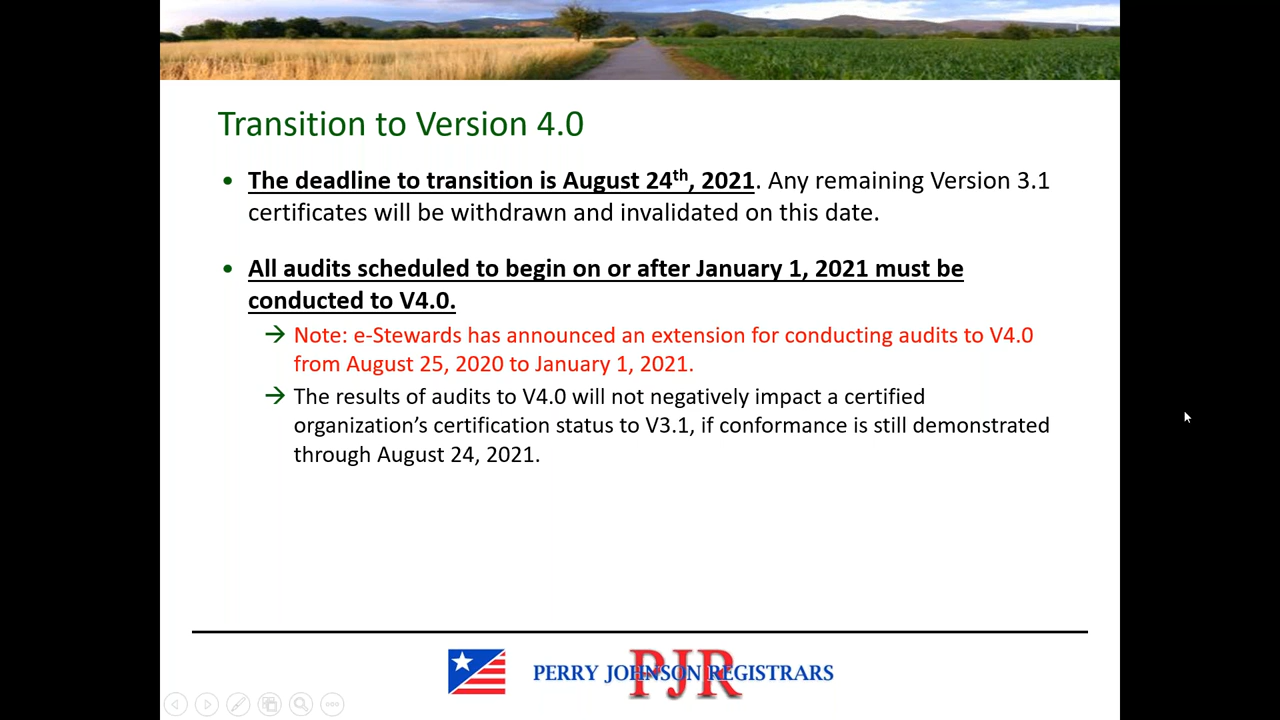 Transition to Version 4.0
• The deadline to transition is August 24th, 2021. Any remaining Version 3.1
certificates will be withdrawn and invalidated on this date.
• All audits scheduled to begin on or after January 1, 2021 must be
conducted to V4.0.
→ Note: e-Stewards has announced an extension for conducting audits to V4.0
from August 25, 2020 to January 1, 2021.
→ The results of audits to V4.0 will not negatively impact a certified
organization’s certification status to V3.1, if conformance is still demonstrated
through August 24, 2021.
PJR
PERRY JOHNSON REGISTRARS